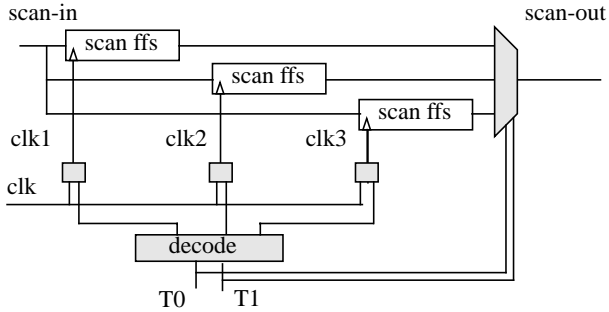 scan-in
scan-out
scan ffs
scan ffs
scan ffs
clk1
clk2
clk3
clk
decode
T0
T1